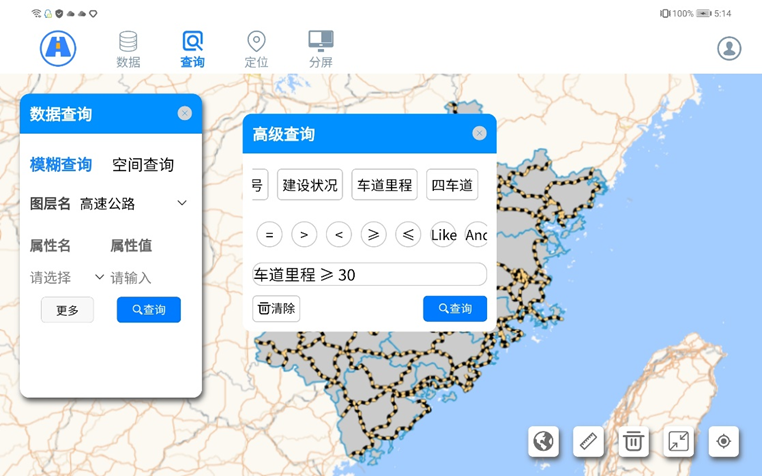 100% 5:14
数据 查询 定位 分屏
数据查询
模糊查询 空间查询
图层名 高速公路
属性名 属性值
请选择 请输入
更多 查询
高级查询
号 建设状况 车道里程 四车道
= > < ≥ ≤ Like And
车道里程 ≥ 30
清除 查询